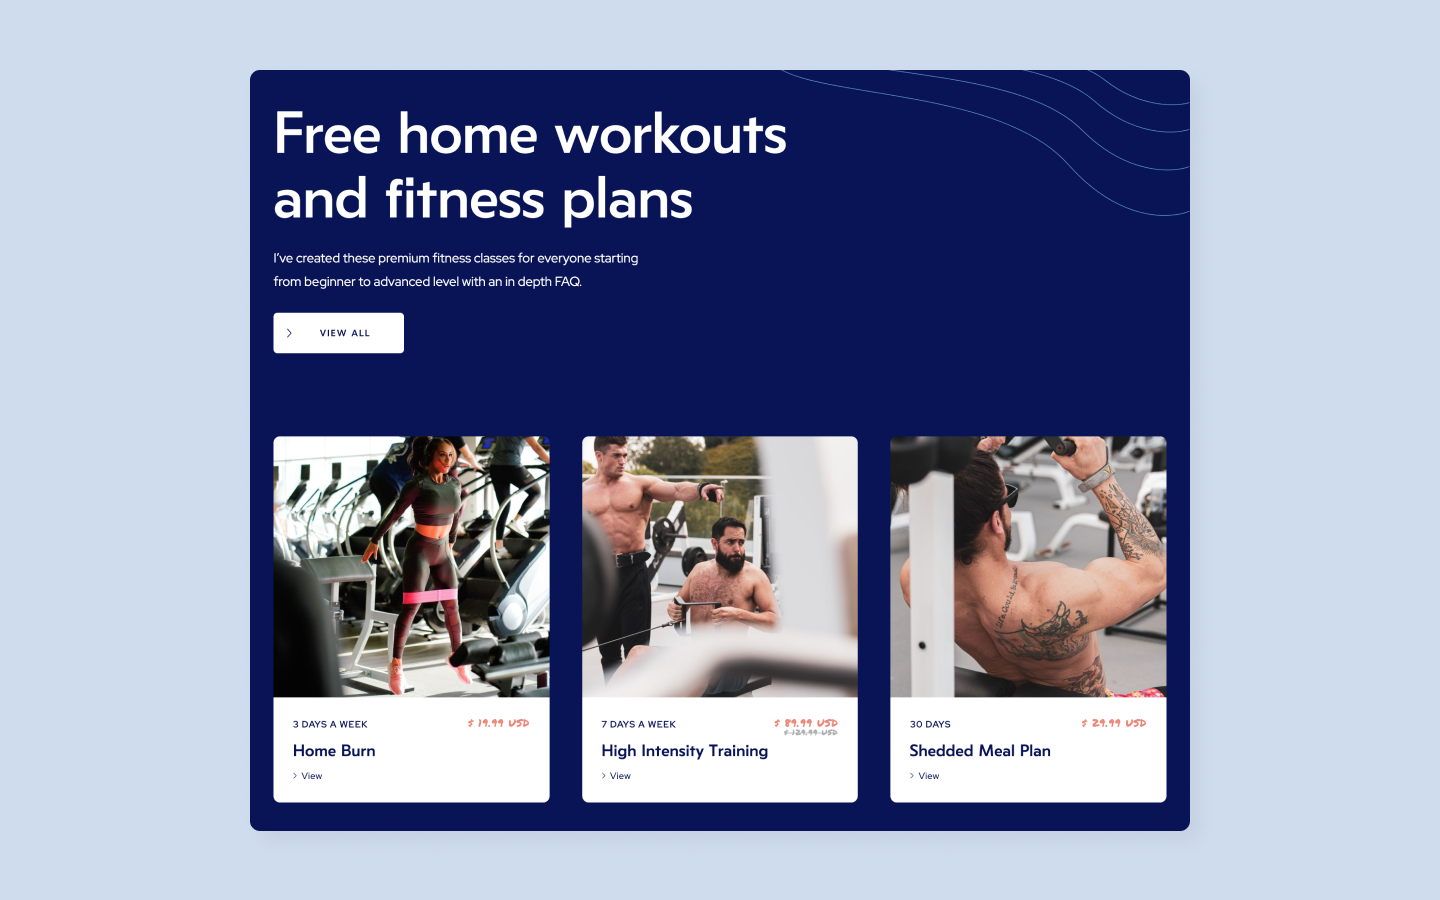 Free home workouts
and fitness plans
I've created these premium fitness classes for everyone starting
from beginner to advanced level with an in depth FAQ.
VIEW ALL
3 DAYS A WEEK
$ 19.99 USD
Home Burn
View
7 DAYS A WEEK
$ 89.99 USD
$ 129.99 USD
High Intensity Training
View
30 DAYS
$ 29.99 USD
Shedded Meal Plan
View